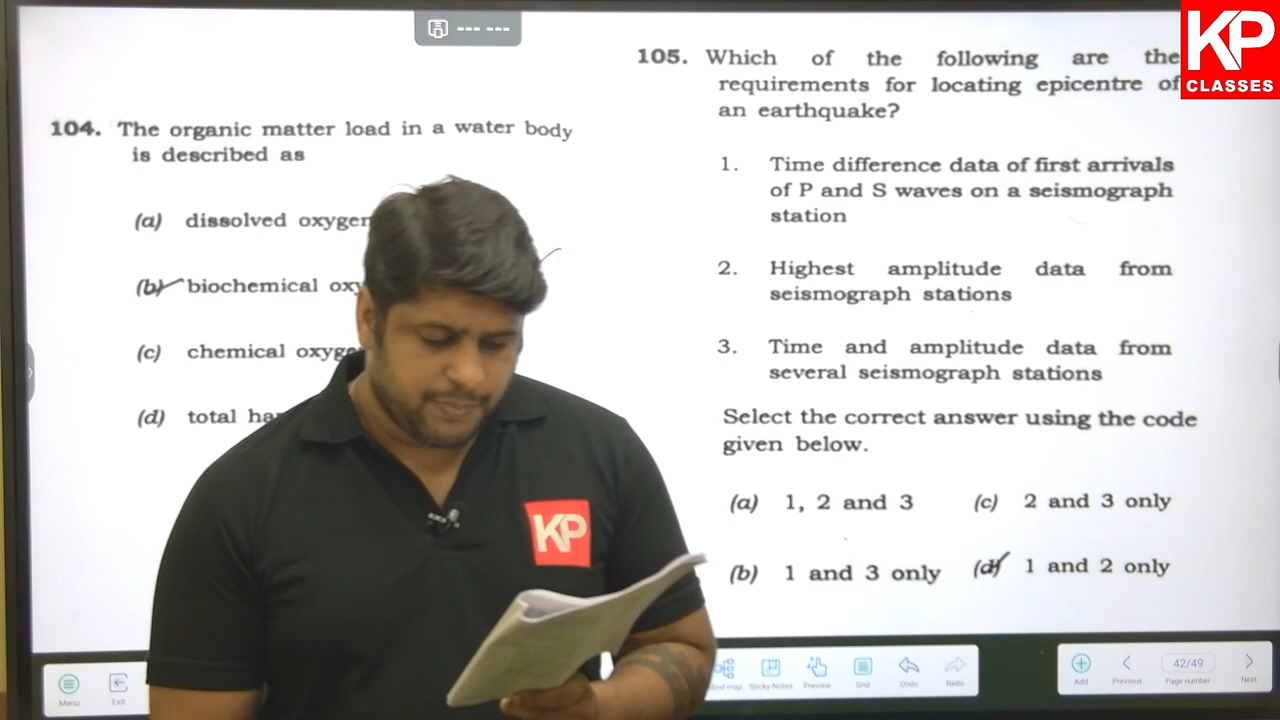 KP
CLASSES
104. The organic matter load in a water body
is described as
(a) dissolved oxygen
(b) biochemical
(c) chemical
(d) total
105. Which of the following are the
requirements for locating epicentre of
an earthquake?
1. Time difference data of first arrivals
of P and S waves on a seismograph
station
2. Highest amplitude data from
seismograph stations
3. Time and amplitude data from
several seismograph stations
Select the correct answer using the code
given below.
(a) 1, 2 and 3 (c) 2 and 3 only
(b) 1 and 3 only (d) 1 and 2 only
KP
Menu Exit
Mind map Sticky Notes Preview Grid Undo Redo
Add Previous 42/49 Page number Next